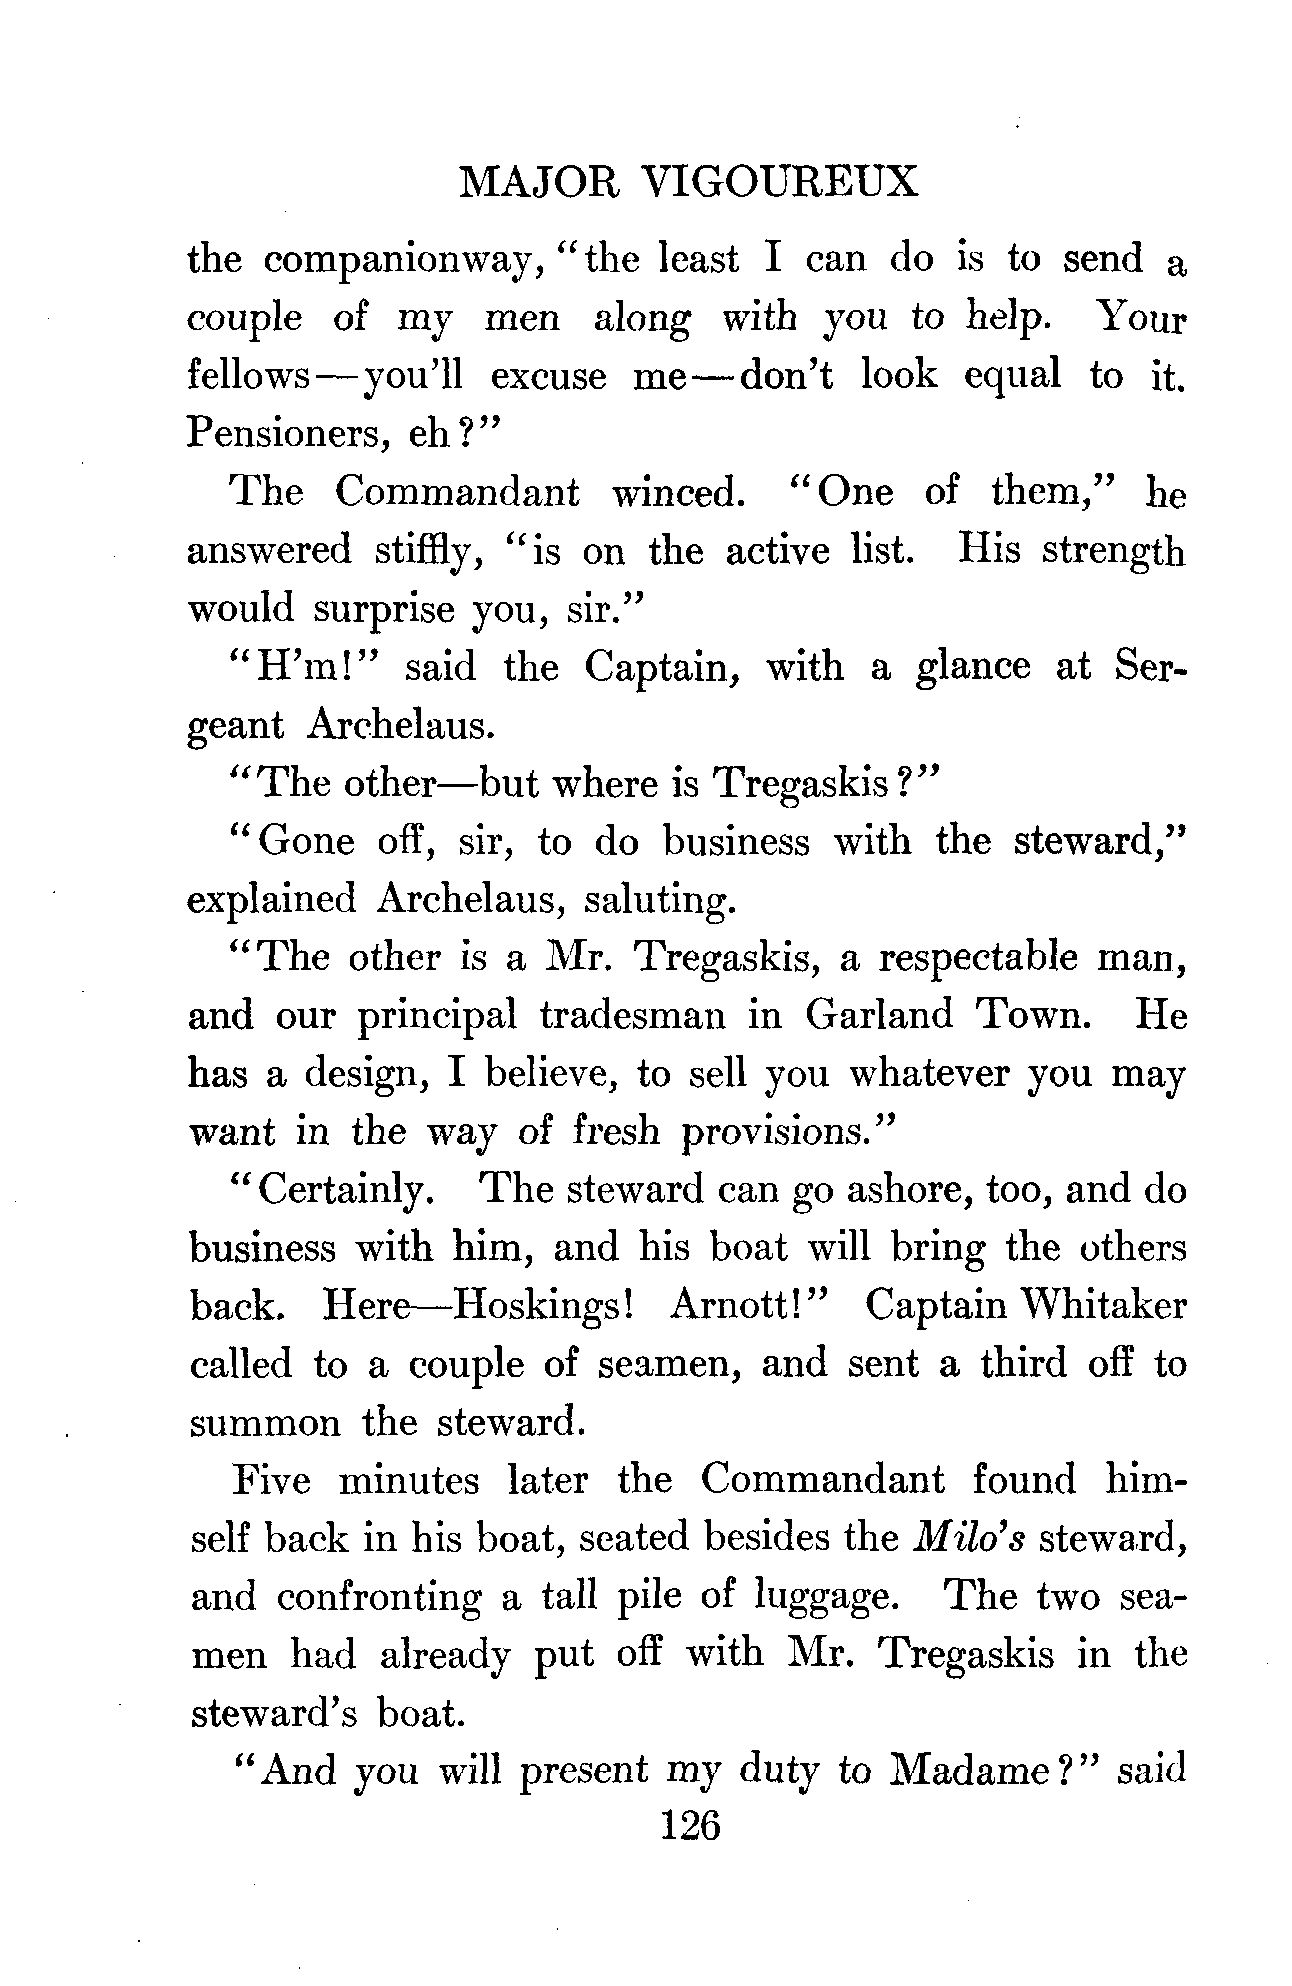 MAJOR VIGOUREUX
the companionway, "the least I can do is to send a
couple of my men along with you to help. Your
fellows—you'll excuse me—don't look equal to it.
Pensioners, eh?"
The Commandant winced. "One of them," he
answered stiffly, "is on the active list. His strength
would surprise you, sir."
"H'm!" said the Captain, with a glance at Ser-
geant Archelaus.
"The other—but where is Tregaskis?"
"Gone off, sir, to do business with the steward,"
explained Archelaus, saluting.
"The other is a Mr. Tregaskis, a respectable man,
and our principal tradesman in Garland Town. He
has a design, I believe, to sell you whatever you may
want in the way of fresh provisions."
"Certainly. The steward can go ashore, too, and do
business with him, and his boat will bring the others
back. Here—Hoskings! Arnott!" Captain Whitaker
called to a couple of seamen, and sent a third off to
summon the steward.
Five minutes later the Commandant found him-
self back in his boat, seated besides the Milo's steward,
and confronting a tall pile of luggage. The two sea-
men had already put off with Mr. Tregaskis in the
steward's boat.
"And you will present my duty to Madame?" said
126